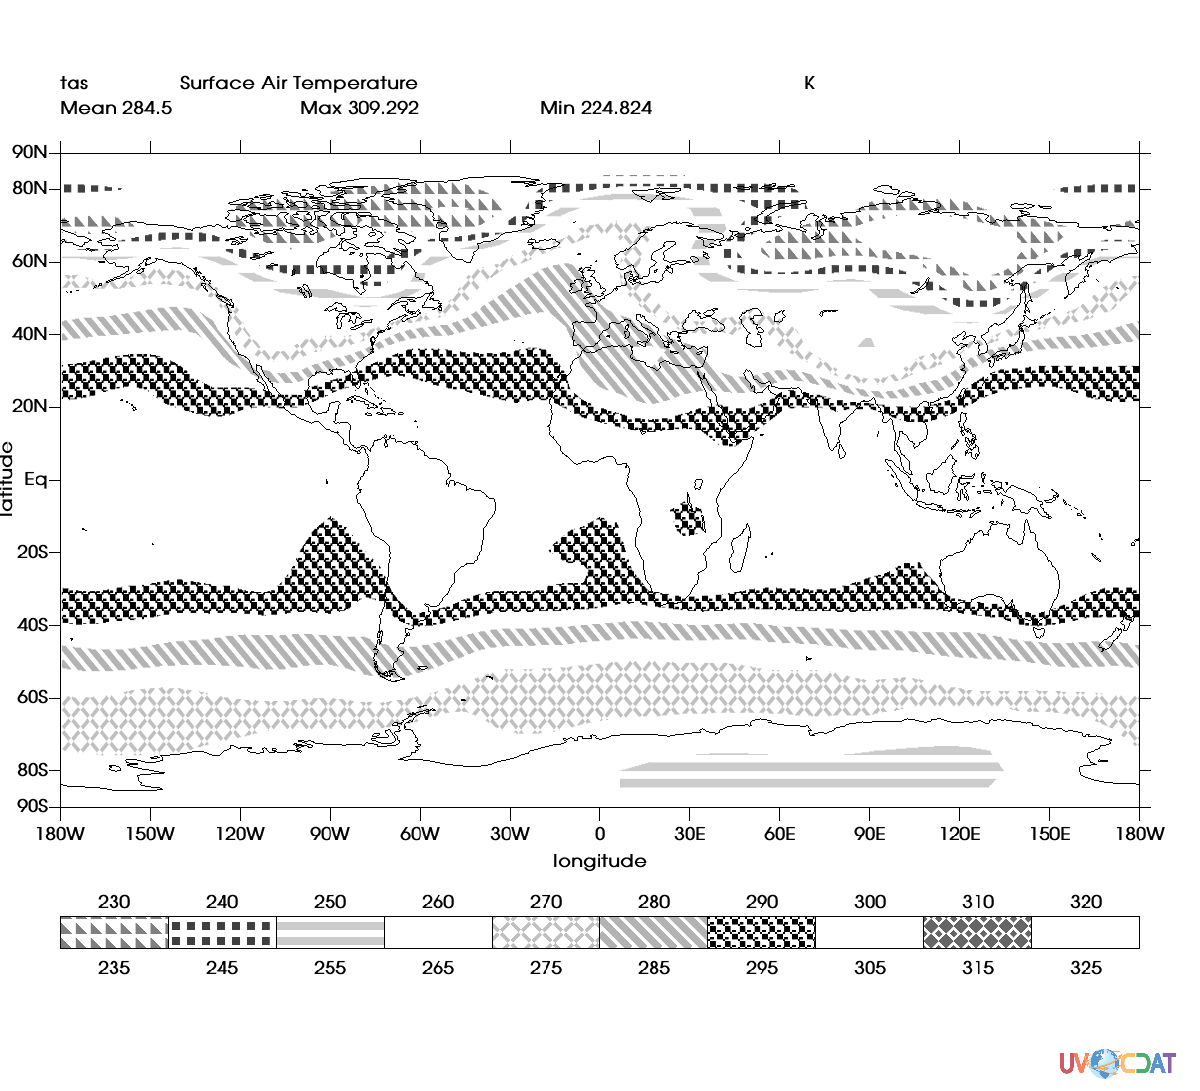 tas Surface Air Temperature K
Mean 284.5 Max 309.292 Min 224.824
90N
80N
60N
40N
20N
Eq
20S
40S
60S
80S
90S
latitude
180W 150W 120W 90W 60W 30W 0 30E 60E 90E 120E 150E 180W
longitude
230 240 250 260 270 280 290 300 310 320
235 245 255 265 275 285 295 305 315 325
UV CDAT